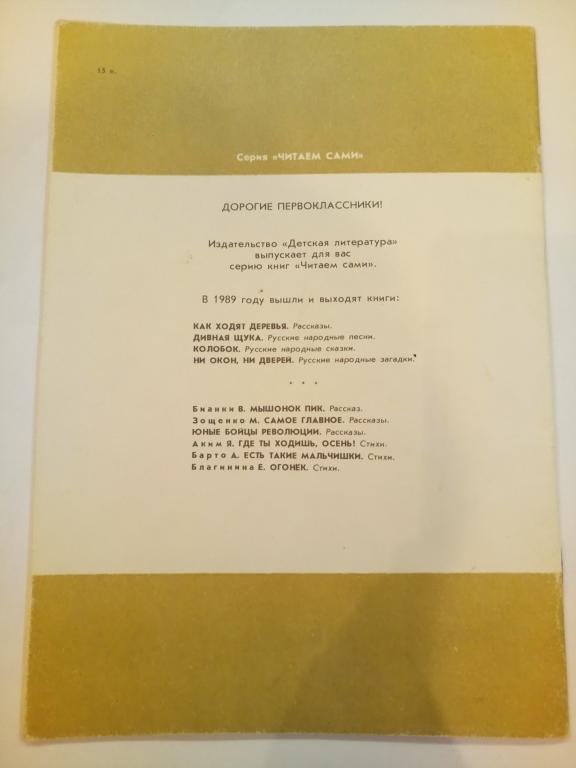 15 к.
Серия «ЧИТАЕМ САМИ»
ДОРОГИЕ ПЕРВОКЛАССНИКИ!
Издательство «Детская литература»
выпускает для вас
серию книг «Читаем сами».
В 1989 году вышли и выходят книги:
КАК ХОДЯТ ДЕРЕВЬЯ. Рассказы.
ДИВНАЯ ЩУКА. Русские народные песни.
КОЛОБОК. Русские народные сказки.
НИ ОКОН, НИ ДВЕРЕЙ. Русские народные загадки.
* * *
Бианки В. МЫШОНОК ПИК. Рассказ.
Зощенко М. САМОЕ ГЛАВНОЕ. Рассказы.
ЮНЫЕ БОЙЦЫ РЕВОЛЮЦИИ. Рассказы.
Аким Я. ГДЕ ТЫ ХОДИШЬ, ОСЕНЬ! Стихи.
Барто А. ЕСТЬ ТАКИЕ МАЛЬЧИШКИ. Стихи.
Благинина Е. ОГОНЕК. Стихи.